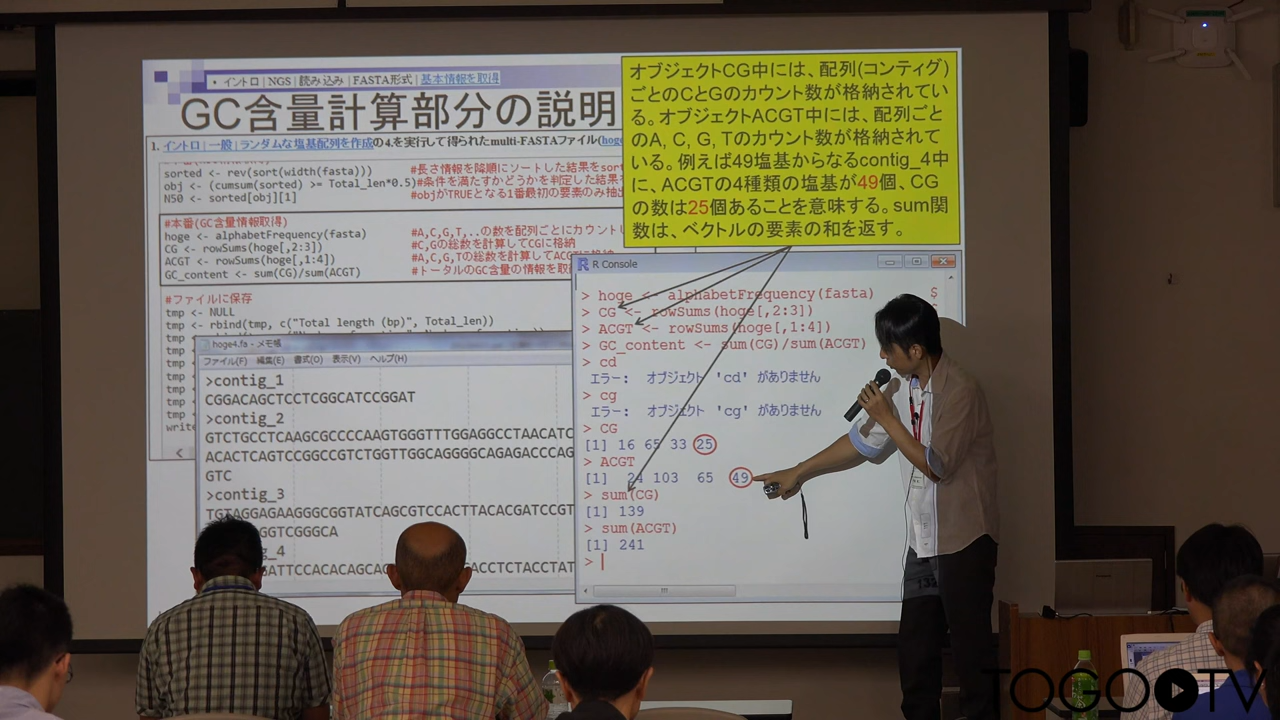 イントロ | NGS | 読み込み | FASTA形式 | 基本情報を取得
GC含量計算部分の説明
1. イントロ | 一般 | ランダムな塩基配列を作成の4.を実行して得られたmulti-FASTAファイル(hoge
sorted <- rev(sort(width(fasta))) #長さ情報を降順にソートした結果をsor
obj <- (cumsum(sorted) >= Total_len*0.5)#条件を満たすかどうかを判定した結果
N50 <- sorted[obj][1] #objがTRUEとなる1番最初の要素のみ抽出
#本番(GC含量情報取得)
hoge <- alphabetFrequency(fasta) #A,C,G,T,..の数を配列ごとにカウントし
CG <- rowSums(hoge[,2:3]) #C,Gの総数を計算してCGに格納
ACGT <- rowSums(hoge[,1:4]) #A,C,G,Tの総数を計算してACGTに格納
GC_content <- sum(CG)/sum(ACGT) #トータルのGC含量の情報を取
#ファイルに保存
tmp <- NULL
tmp <- rbind(tmp, c("Total length (bp)", Total_len))
tmp
tmp
tmp
tmp
tmp
tmp
write
オブジェクトCG中には、配列(コンティグ)
ごとのCとGのカウント数が格納されてい
る。オブジェクトACGT中には、配列ごと
のA, C, G, Tのカウント数が格納されて
いる。例えば49塩基からなるcontig_4中
に、ACGTの4種類の塩基が49個、CG
の数は25個あることを意味する。sum関
数は、ベクトルの要素の和を返す。
hoge4.fa - メモ帳
ファイル(F) 編集(E) 書式(O) 表示(V) ヘルプ(H)
>contig_1
CGGACAGCTCCTCGGCATCCGGAT
>contig_2
GTCTGCCTCAAGCGCCCCAAGTGGGTTTGGAGGCCTAACATC
ACACTCAGTCCGGCCGTCTGGTTGGCAGGGGCAGAGACCCAG
GTC
>contig_3
TGTAGGAGAAGGGCGGTATCAGCGTCCACTTACACGATCCGT
GGTCGGGCA
g_4
GATTCCACACAGCAG ACCTCTACCTAT
R Console
> hoge <- alphabetFrequency(fasta) $
> CG <- rowSums(hoge[,2:3])
> ACGT <- rowSums(hoge[,1:4])
> GC_content <- sum(CG)/sum(ACGT)
> cd
エラー: オブジェクト 'cd' がありません
> cg
エラー: オブジェクト 'cg' がありません
> CG
[1] 16 65 33 25
> ACGT
[1] 24 103 65 49
> sum(CG)
[1] 139
> sum(ACGT)
[1] 241
>
132
TOGO TV